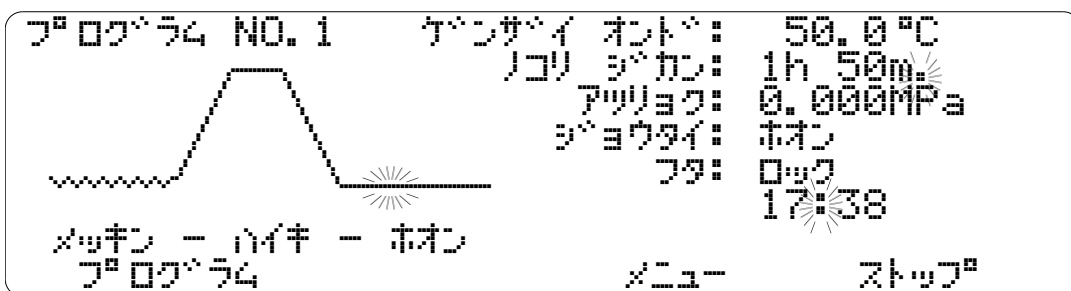 プログラム NO. 1
ゲンザイ オンド: 50.0°C
ノコリ ジカン: 1h 50m.
アツリョク: 0.000MPa
ジョウタイ: ホオン
フタ: ロック
17:38
メッキン － ハイキ － ホオン
プログラム メニュー ストップ